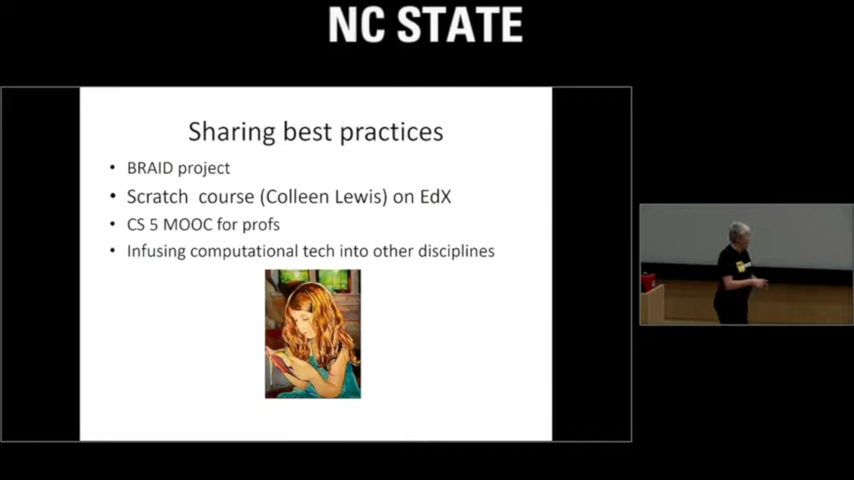 NC STATE
Sharing best practices
• BRAID project
• Scratch course (Colleen Lewis) on EdX
• CS 5 MOOC for profs
• Infusing computational tech into other disciplines